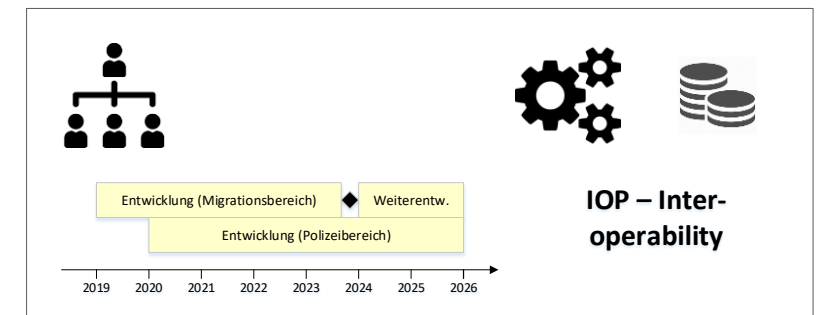 Entwicklung (Migrationsbereich)
Weiterentw.
Entwicklung (Polizeibereich)
2019 2020 2021 2022 2023 2024 2025 2026
IOP – Inter-
operability